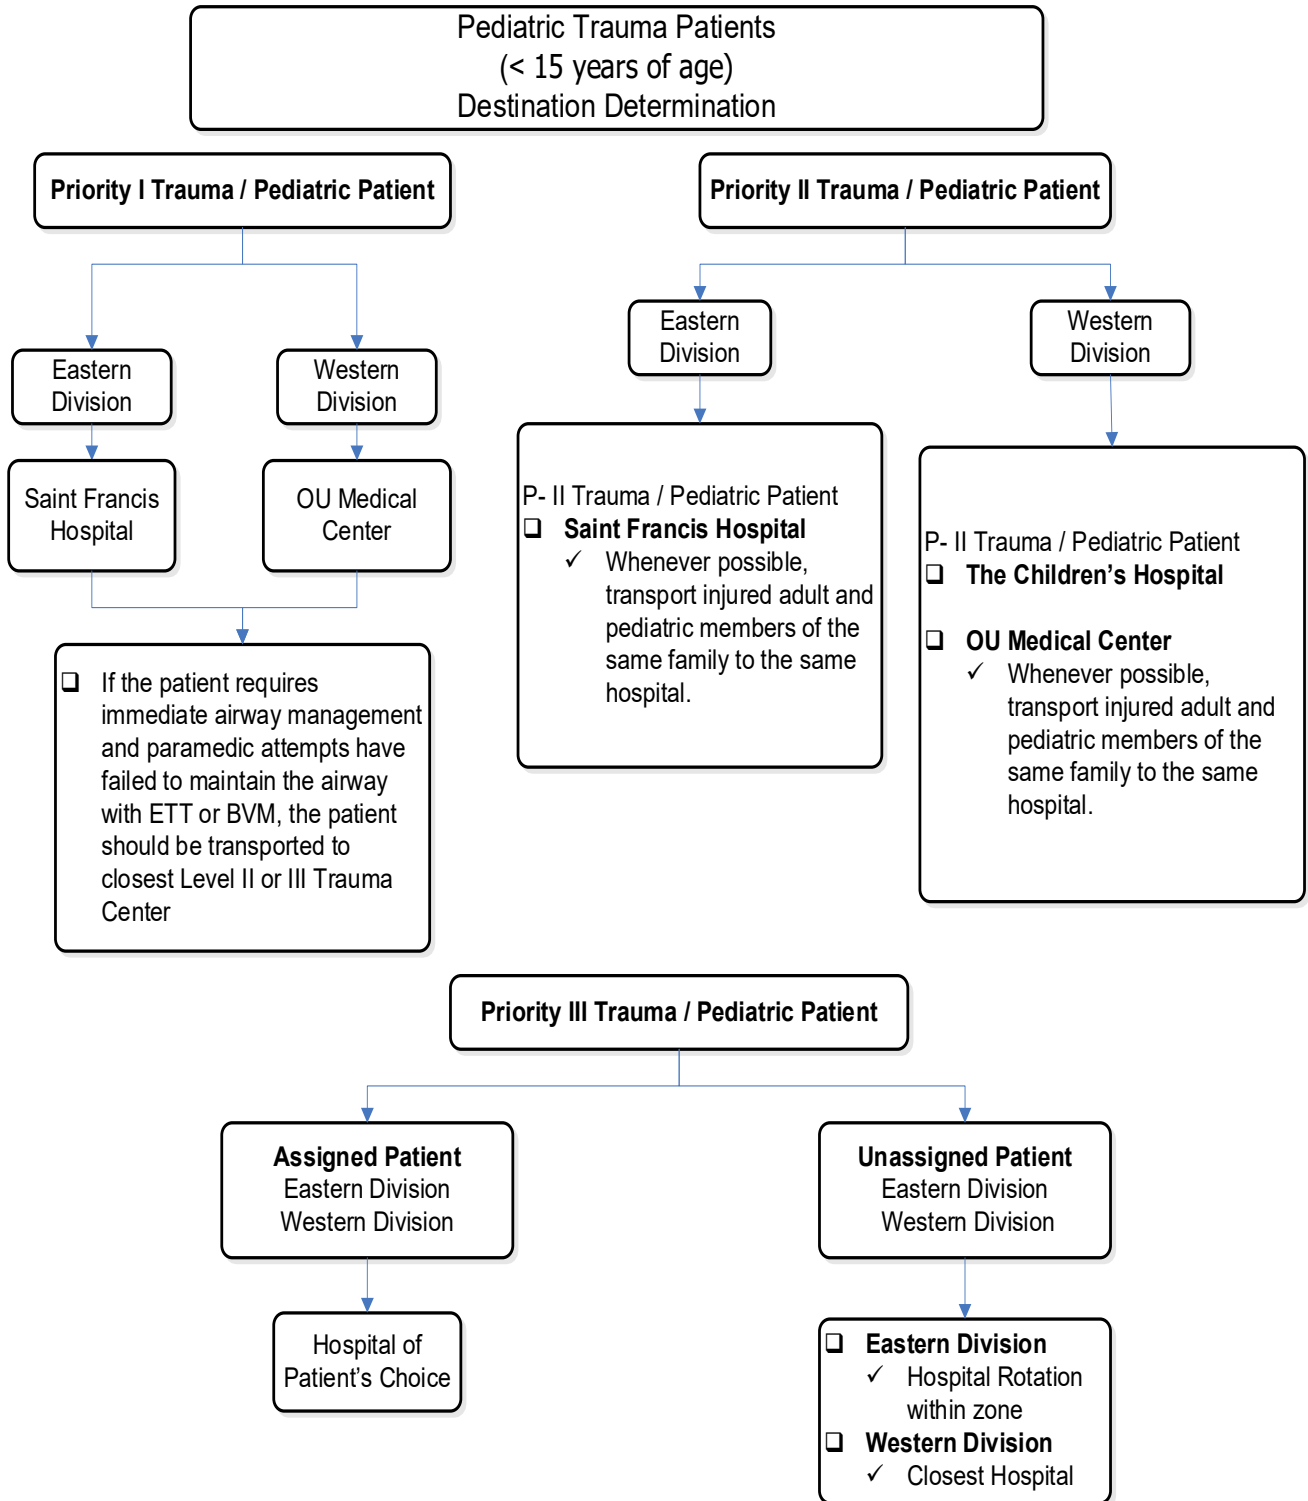 Pediatric Trauma Patients
(< 15 years of age)
Destination Determination
Priority I Trauma / Pediatric Patient
Eastern
Division
Western
Division
Saint Francis
Hospital
OU Medical
Center
❑ If the patient requires
immediate airway management
and paramedic attempts have
failed to maintain the airway
with ETT or BVM, the patient
should be transported to
closest Level II or III Trauma
Center
Priority II Trauma / Pediatric Patient
Eastern
Division
Western
Division
P- II Trauma / Pediatric Patient
❑ Saint Francis Hospital
✓ Whenever possible,
transport injured adult and
pediatric members of the
same family to the same
hospital.
P- II Trauma / Pediatric Patient
❑ The Children’s Hospital
❑ OU Medical Center
✓ Whenever possible,
transport injured adult and
pediatric members of the
same family to the same
hospital.
Priority III Trauma / Pediatric Patient
Assigned Patient
Eastern Division
Western Division
Hospital of
Patient’s Choice
Unassigned Patient
Eastern Division
Western Division
❑ Eastern Division
✓ Hospital Rotation
within zone
❑ Western Division
✓ Closest Hospital